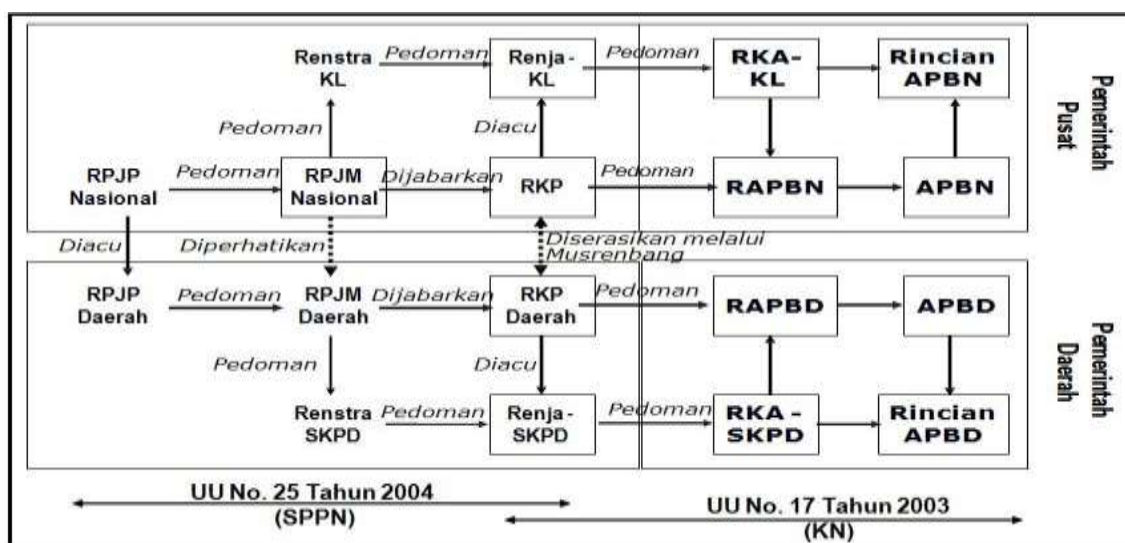 Renstra
KL
Pedoman
Renja -
KL
Pedoman
RKA-
KL
Rincian
APBN
Pemerintah
Pusat
Pedoman
Diacu
RPJP
Nasional
Pedoman
RPJM
Nasional
Dijabarkan
RKP
Pedoman
RAPBN
APBN
Diacu
Diperhatikan
Diserasikan melalui
Musrenbang
RPJP
Daerah
Pedoman
RPJM
Daerah
Dijabarkan
RKP
Daerah
Pedoman
RAPBD
APBD
Pemerintah
Daerah
Pedoman
Diacu
Renstra
SKPD
Pedoman
Renja -
SKPD
Pedoman
RKA -
SKPD
Rincian
APBD
UU No. 25 Tahun 2004
(SPPN)
UU No. 17 Tahun 2003
(KN)